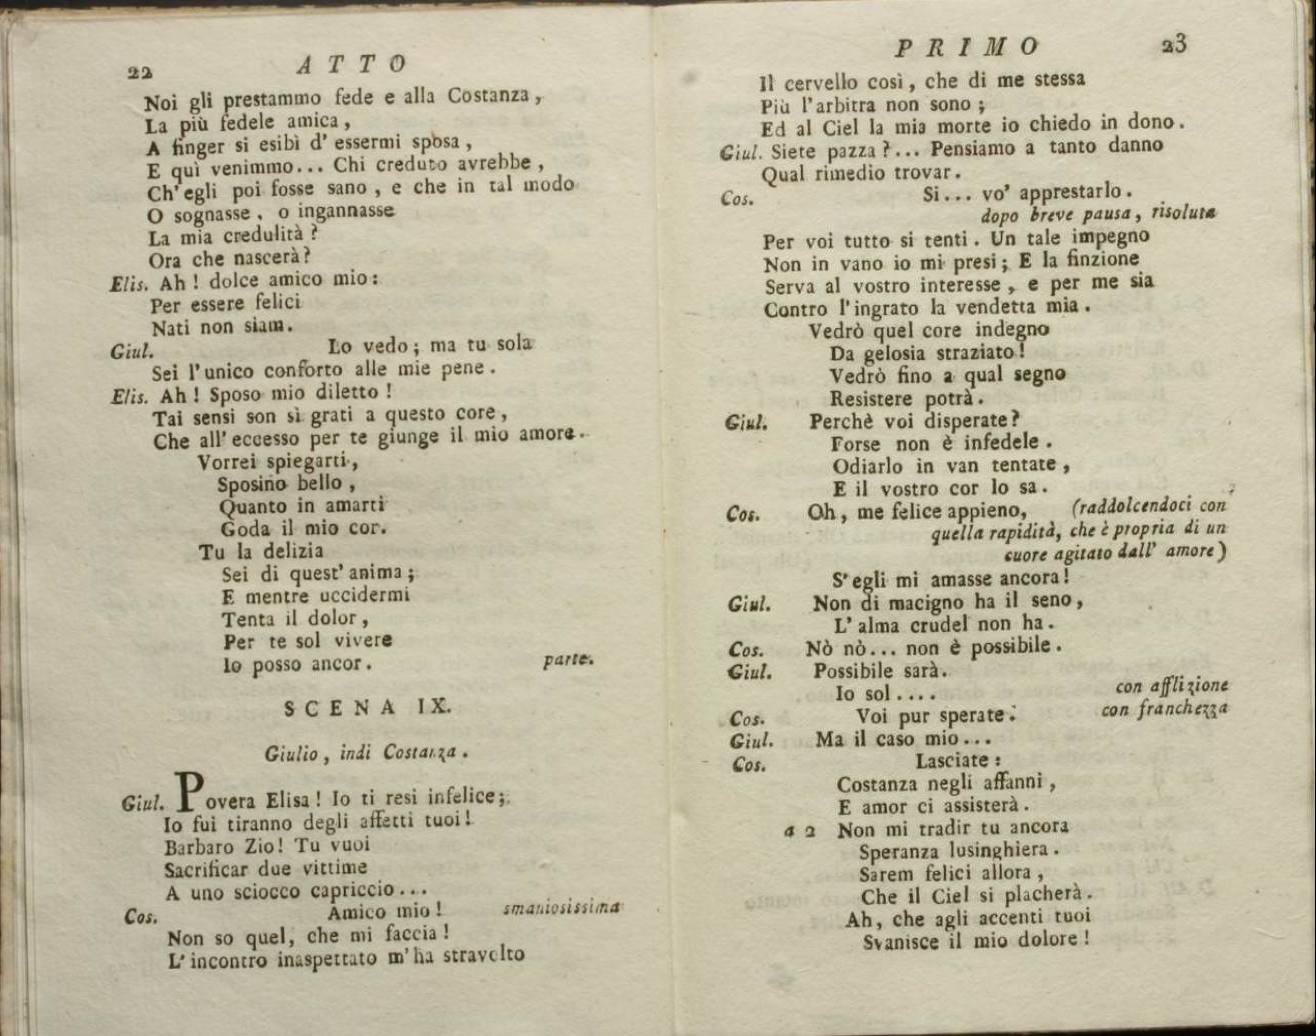 22 ATTO
Noi gli prestammo fede e alla Costanza,
La più fedele amica,
A finger si esibì d' essermi sposa,
E quì venimmo... Chi creduto avrebbe,
Ch' egli poi fosse sano, e che in tal modo
O sognasse, o ingannasse
La mia credulità?
Ora che nascerà?
Elis. Ah! dolce amico mio:
Per essere felici
Nati non siam.
Giul. Lo vedo; ma tu sola
Sei l' unico conforto alle mie pene.
Elis. Ah! Sposo mio diletto!
Tai sensi son sì grati a questo core,
Che all' eccesso per te giunge il mio amore.
Vorrei spiegarti,
Sposino bello,
Quanto in amarti
Goda il mio cor.
Tu la delizia
Sei di quest' anima;
E mentre uccidermi
Tenta il dolor,
Per te sol vivere
Io posso ancor. parte.
SCENA IX.
Giulio, indi Costanza.
Giul. Povera Elisa! Io ti resi infelice;
Io fui tiranno degli affetti tuoi!
Barbaro Zio! Tu vuoi
Sacrificar due vittime
A uno sciocco capriccio...
Cos. Amico mio! smaniosissima
Non so quel, che mi faccia!
L' incontro inaspettato m' ha stravolto
PRIMO 23
Il cervello così, che di me stessa
Più l' arbitra non sono;
Ed al Ciel la mia morte io chiedo in dono.
Giul. Siete pazza?... Pensiamo a tanto danno
Qual rimedio trovar.
Cos. Si... vo' apprestarlo.
dopo breve pausa, risoluta
Per voi tutto si tenti. Un tale impegno
Non in vano io mi presi; E la finzione
Serva al vostro interesse, e per me sia
Contro l' ingrato la vendetta mia.
Vedrò quel core indegno
Da gelosia straziato!
Vedrò fino a qual segno
Resistere potrà.
Giul. Perchè voi disperate?
Forse non è infedele.
Odiarlo in van tentate,
E il vostro cor lo sa.
Cos. Oh, me felice appieno, (raddolcendoci con
quella rapidità, che è propria di un
cuore agitato dall' amore)
S' egli mi amasse ancora!
Giul. Non di macigno ha il seno,
L' alma crudel non ha.
Cos. Nò nò... non è possibile.
Giul. Possibile sarà.
Io sol.... con afflizione
Cos. Voi pur sperate. con franchezza
Giul. Ma il caso mio...
Cos. Lasciate:
Costanza negli affanni,
E amor ci assisterà.
a 2 Non mi tradir tu ancora
Speranza lusinghiera.
Sarem felici allora,
Che il Ciel si placherà.
Ah, che agli accenti tuoi
Svanisce il mio dolore!